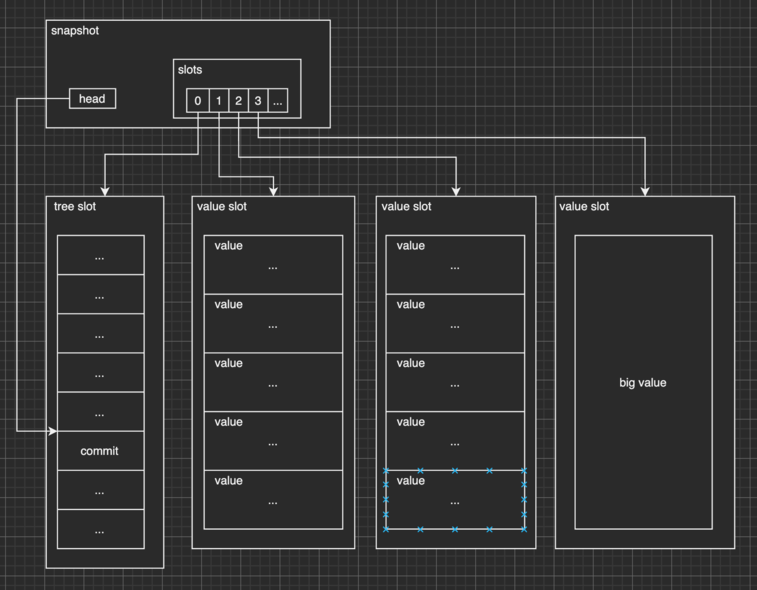 snapshot
slots
head
0 1 2 3 ...
tree slot
...
...
...
...
...
commit
...
...
value slot
value
...
value
...
value
...
value
...
value
...
value slot
value
...
value
...
value
...
value
...
value
...
value slot
big value